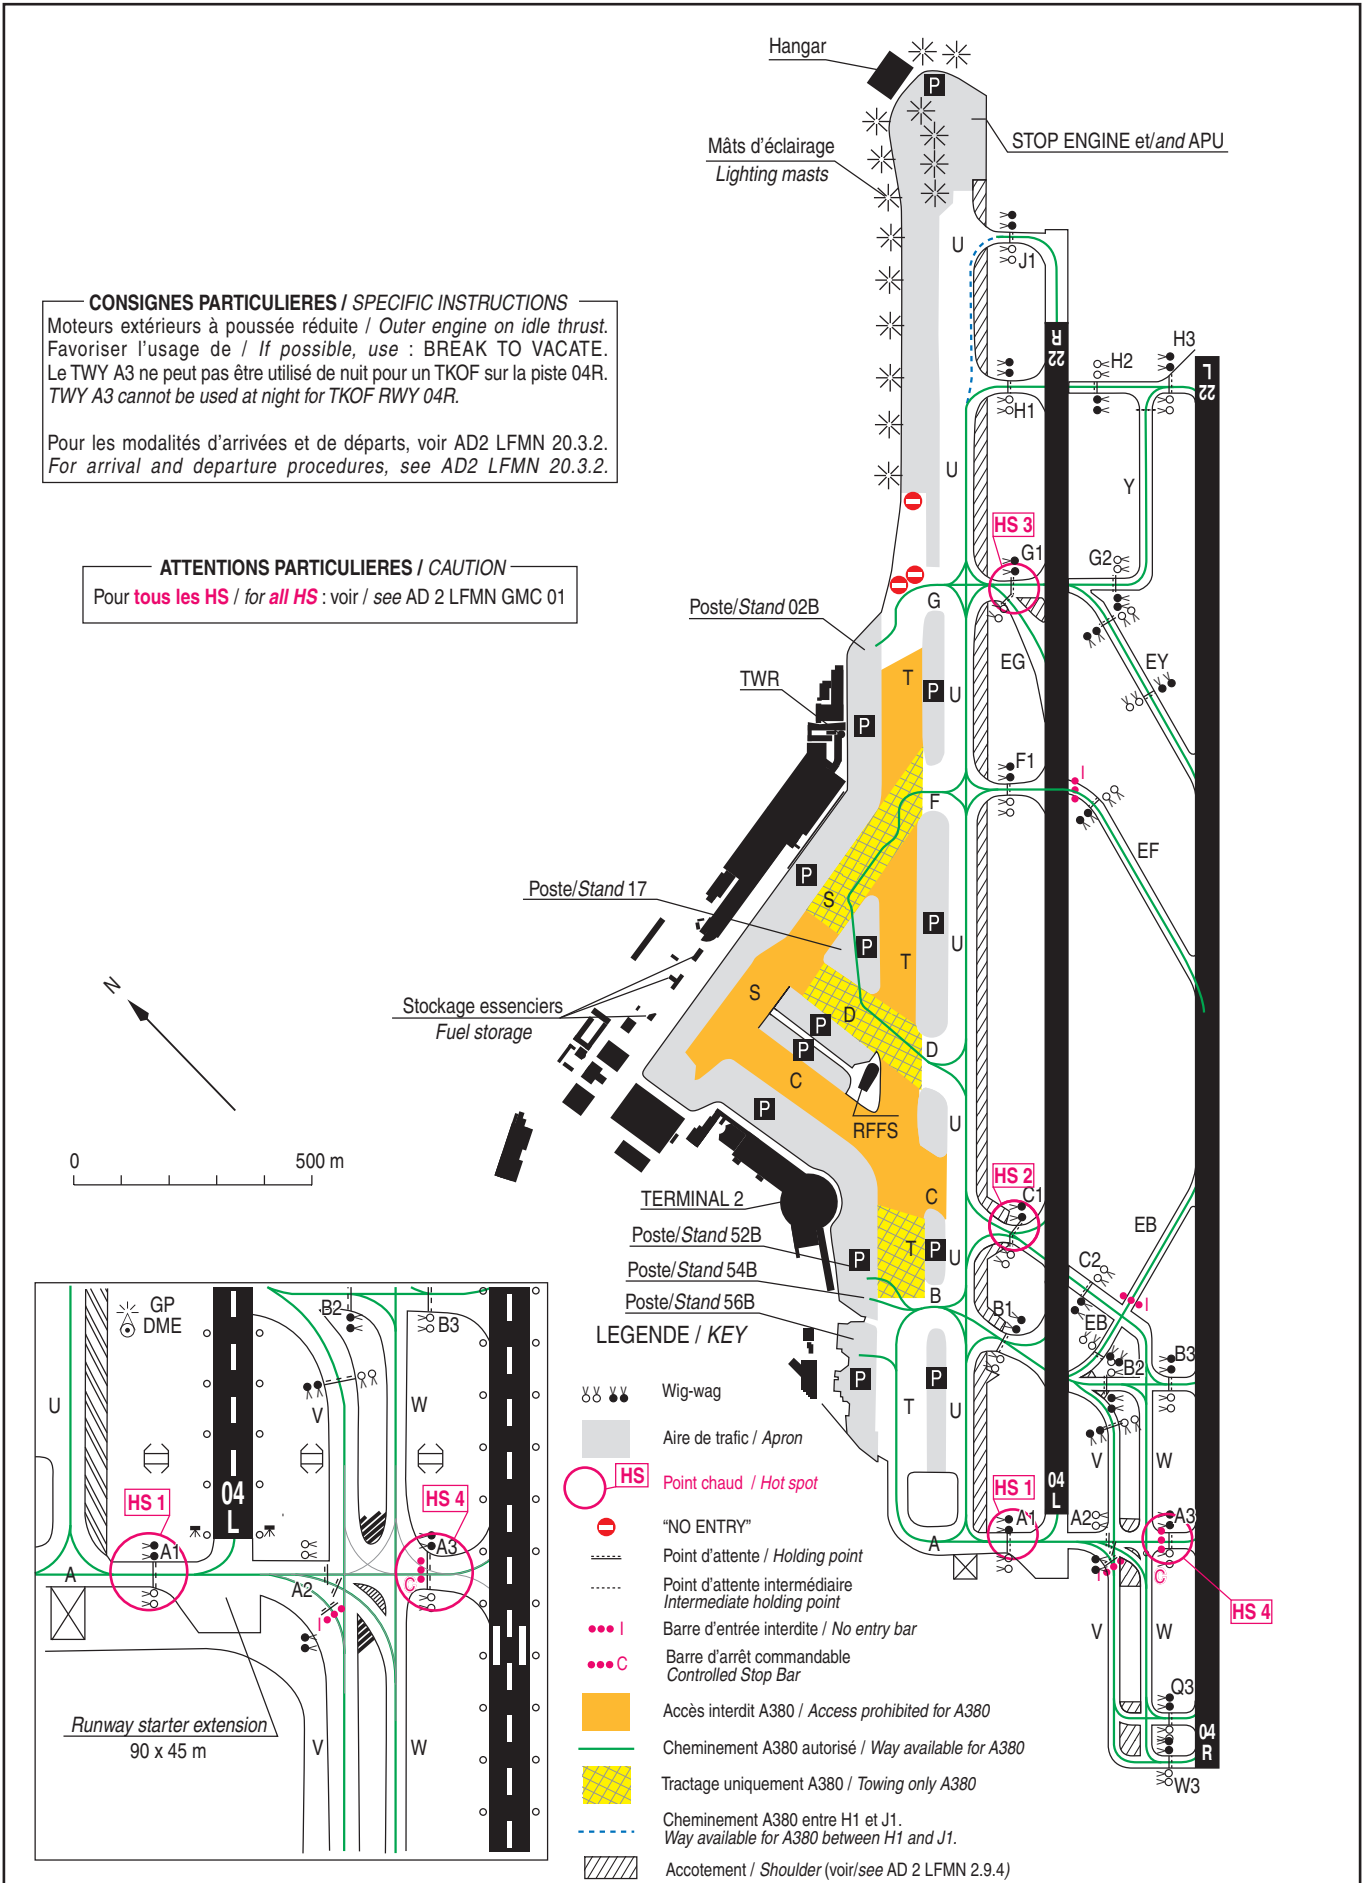 Hangar
P
STOP ENGINE et/and APU
Mâts d'éclairage
Lighting masts
U
J1
CONSIGNES PARTICULIERES / SPECIFIC INSTRUCTIONS
Moteurs extérieurs à poussée réduite / Outer engine on idle thrust.
Favoriser l'usage de / If possible, use : BREAK TO VACATE.
Le TWY A3 ne peut pas être utilisé de nuit pour un TKOF sur la piste 04R.
TWY A3 cannot be used at night for TKOF RWY 04R.
Pour les modalités d'arrivées et de départs, voir AD2 LFMN 20.3.2.
For arrival and departure procedures, see AD2 LFMN 20.3.2.
22 R
H3
H2
22 L
H1
U
Y
HS 3
G1
G2
ATTENTIONS PARTICULIERES / CAUTION
Pour tous les HS / for all HS : voir / see AD 2 LFMN GMC 01
G
Poste/Stand 02B
EG
EY
T
TWR
P
U
P
F1
I
F
EF
P
Poste/Stand 17
S
P
P
U
T
N
S
Stockage essenciers
Fuel storage
D
P
P
D
C
P
U
RFFS
0
500 m
HS 2
C1
TERMINAL 2
C
EB
Poste/Stand 52B
P
T
P
U
C2
Poste/Stand 54B
B
I
Poste/Stand 56B
B1
EB
GP
DME
B2
B3
LEGENDE / KEY
B2
B3
P
P
Wig-wag
U
V
W
T
U
Aire de trafic / Apron
V
W
HS 1
04
L
HS 4
HS
Point chaud / Hot spot
HS 1
04
L
A1
A2
A3
"NO ENTRY"
A1
A3
A
Point d'attente / Holding point
A
C
A2
Point d'attente intermédiaire
Intermediate holding point
I
C
I
I
Barre d'entrée interdite / No entry bar
HS 4
C
Barre d'arrêt commandable
Controlled Stop Bar
V
W
Q3
Accès interdit A380 / Access prohibited for A380
Runway starter extension
90 x 45 m
V
W
Cheminement A380 autorisé / Way available for A380
04
R
Tractage uniquement A380 / Towing only A380
W3
Cheminement A380 entre H1 et J1.
Way available for A380 between H1 and J1.
Accotement / Shoulder (voir/see AD 2 LFMN 2.9.4)